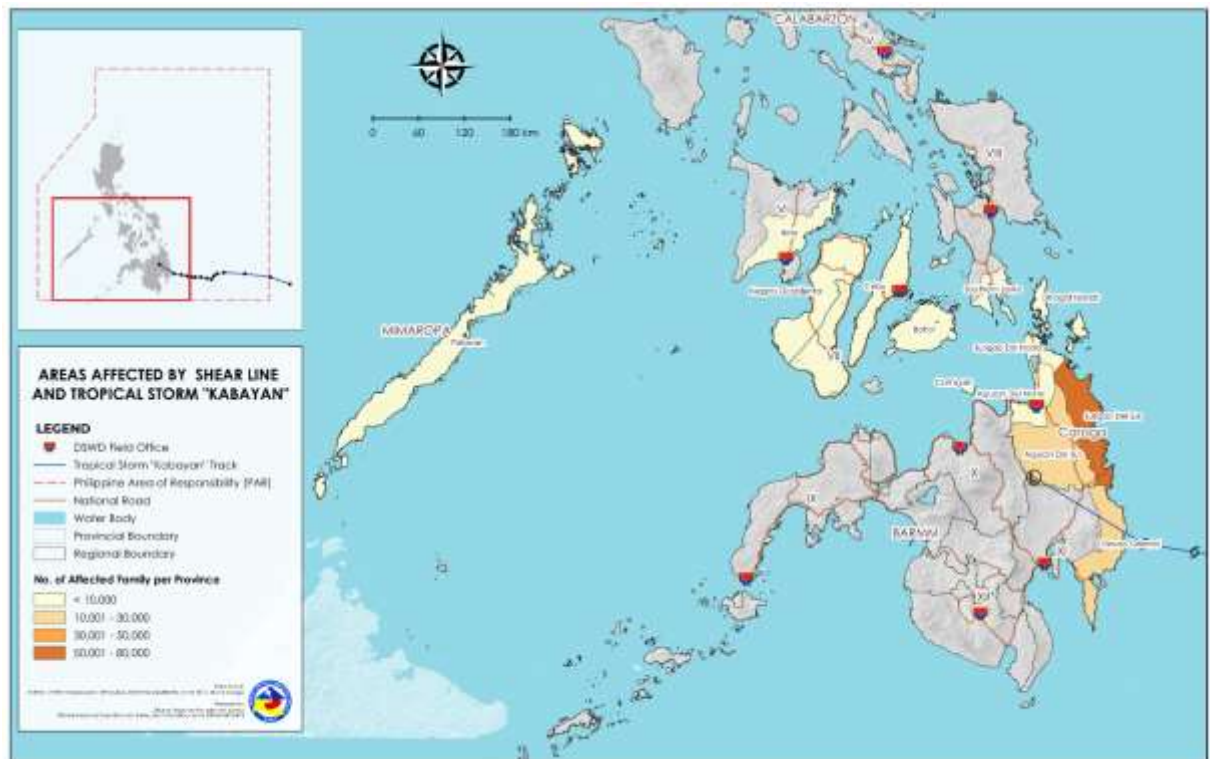 CALABARZON
V
VIII
VI
Iloilo
Negros Occidental
Cebu
Southern Leyte
Bohol
VII
MIMAROPA
Palawan
Surigao Del Norte
Camiguin
Agusan Del Norte
Surigao Del Sur
Caraga
Agusan Del Sur
X
IX
BARMM
XI
Davao Oriental
XII
0 60 120 180 km
AREAS AFFECTED BY SHEAR LINE
AND TROPICAL STORM "KABAYAN"
LEGEND
DSWD Field Office
Tropical Storm "Kabayan" Track
Philippine Area of Responsibility (PAR)
National Road
Water Body
Provincial Boundary
Regional Boundary
No. of Affected Family per Province
< 10,000
10,001 - 30,000
30,001 - 50,000
50,001 - 80,000